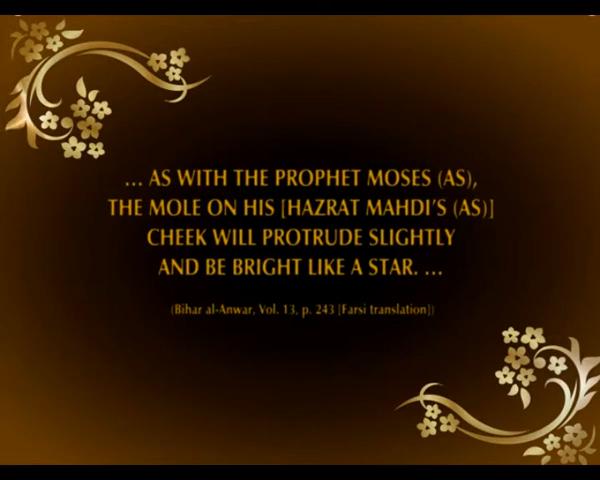 ... AS WITH THE PROPHET MOSES (AS),
THE MOLE ON HIS [HAZRAT MAHDI'S (AS)]
CHEEK WILL PROTRUDE SLIGHTLY
AND BE BRIGHT LIKE A STAR. ...
(Bihar al-Anwar, Vol. 13, p. 243 [Farsi translation])